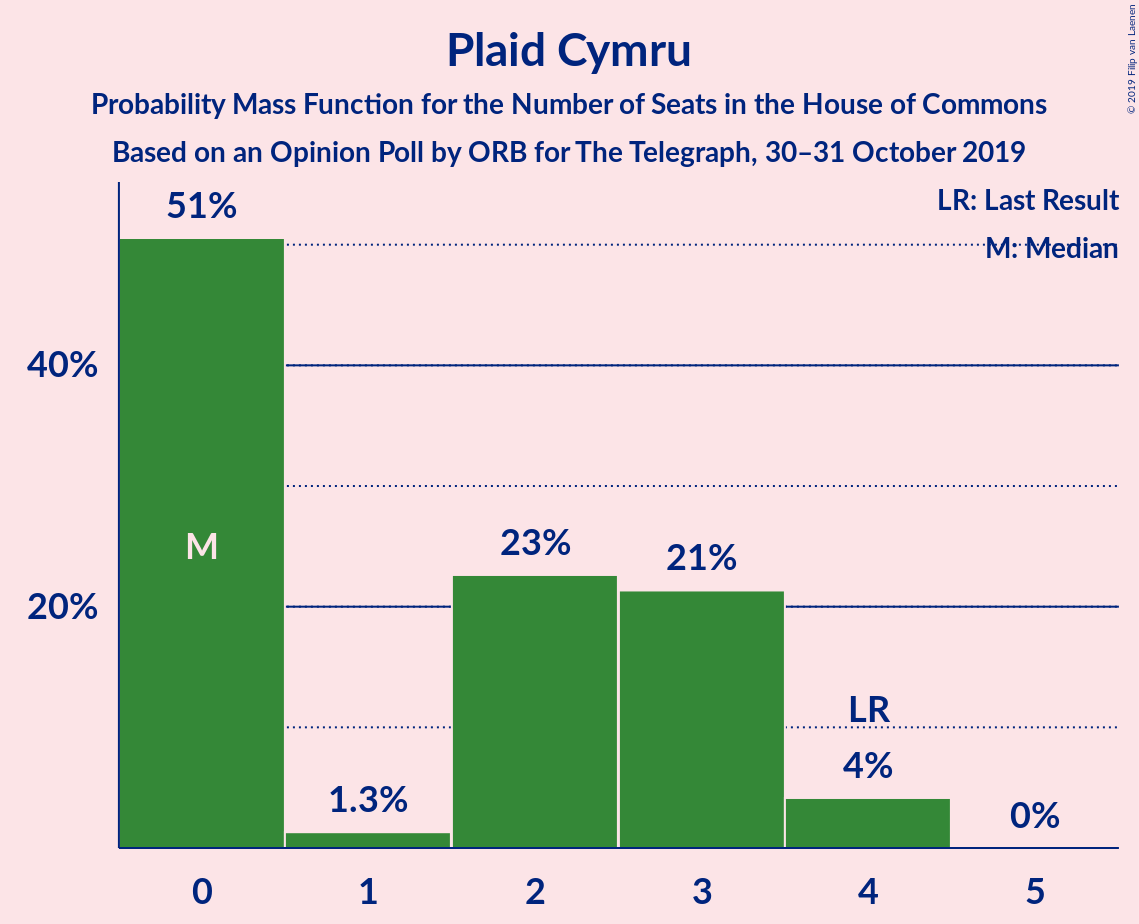 Plaid Cymru
Probability Mass Function for the Number of Seats in the House of Commons
Based on an Opinion Poll by ORB for The Telegraph, 30–31 October 2019
© 2019 Filip van Laenen
LR: Last Result
M: Median
51%
40%
M
23%
21%
20%
LR
4%
1.3%
0%
0 1 2 3 4 5